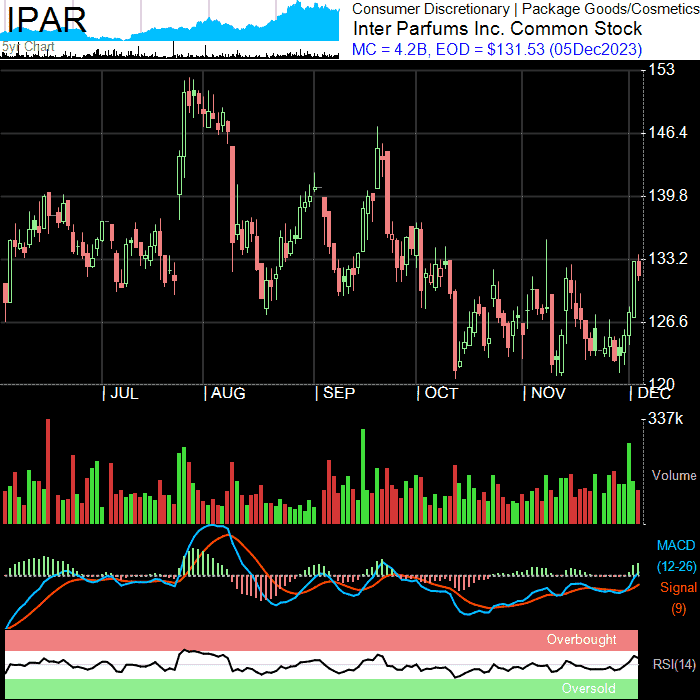 IPAR
5yr Chart
Consumer Discretionary | Package Goods/Cosmetics
Inter Parfums Inc. Common Stock
MC = 4.2B, EOD = $131.53 (05Dec2023)
153
146.4
139.8
133.2
126.6
120
JUL AUG SEP OCT NOV DEC
337k
Volume
MACD
(12-26)
Signal
(9)
Overbought
RSI(14)
Oversold